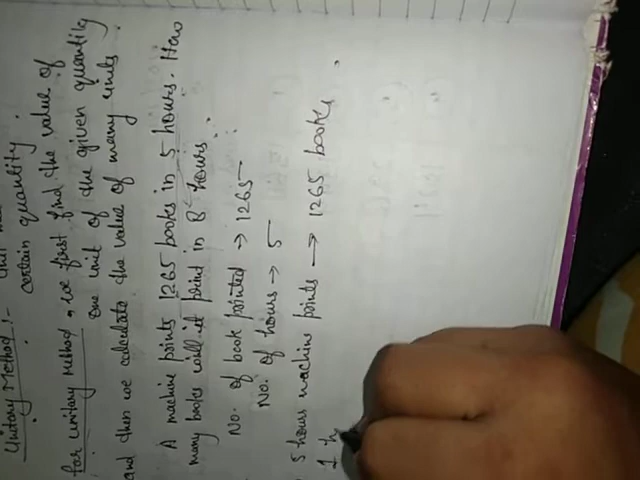 Unitary Method :-
certain quantity.
for unitary method, we first find the value of
one unit of the given quantity
and then we calculate the value of many units.
A machine prints 1265 books in 5 hours. How
many books will it print in 8 hours.
No. of book printed → 1265
No. of hours → 5
5 hours machine prints → 1265 books.
1 h